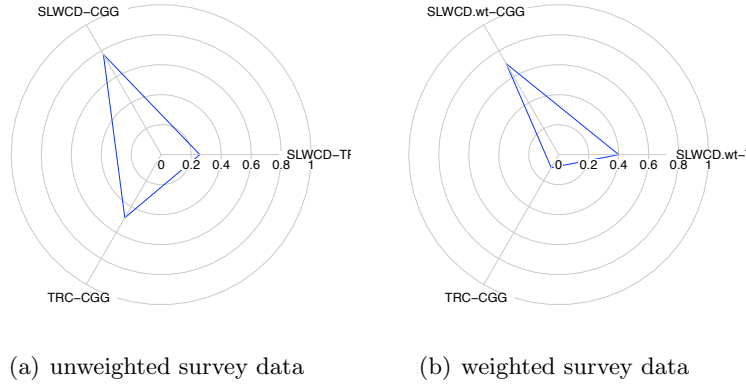 SLWCD−CGG
SLWCD.wt−CGG
0 0.2 0.4 0.6 0.8 1
SLWCD−TF
0 0.2 0.4 0.6 0.8 1
SLWCD.wt−T
TRC−CGG
TRC−CGG
(a) unweighted survey data
(b) weighted survey data